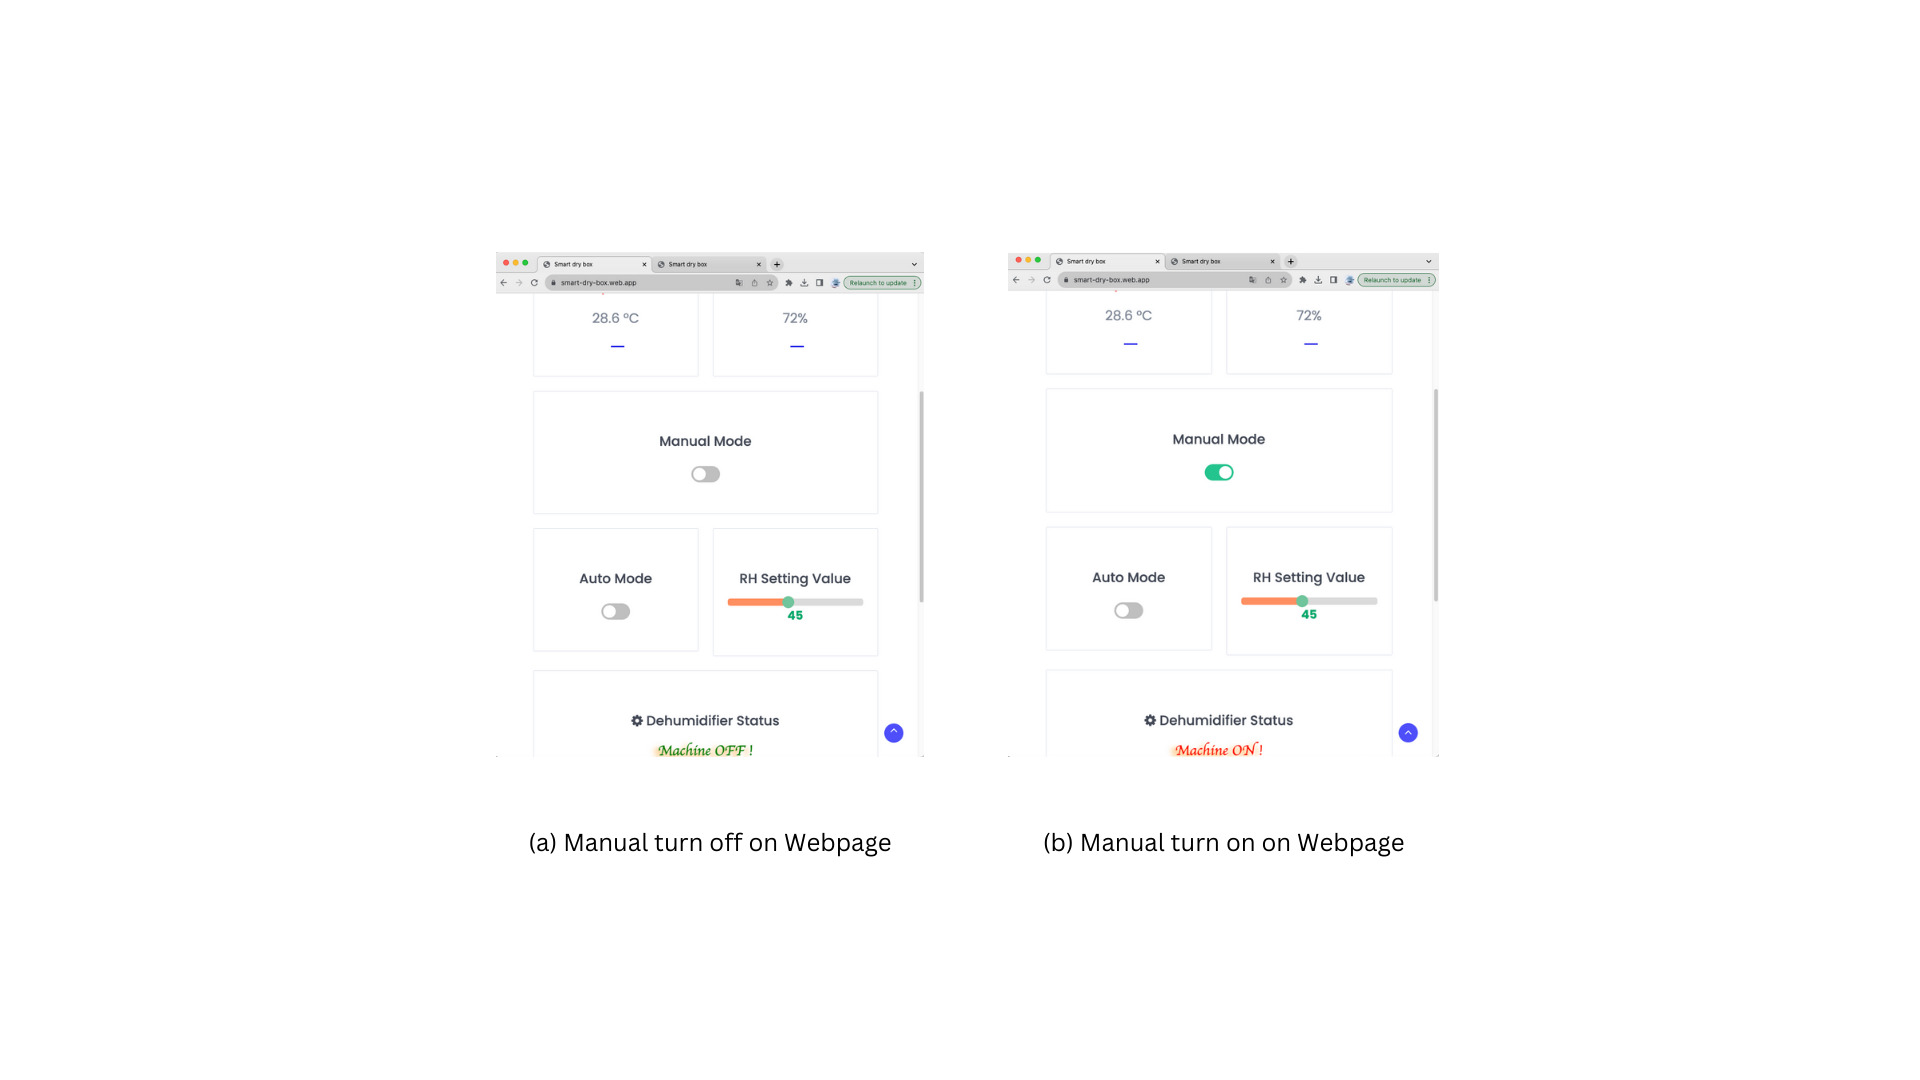 Smart dry box
Smart dry box
smart-dry-box.web.app
Relaunch to update
28.6 °C
72%
Manual Mode
Auto Mode
RH Setting Value
45
Dehumidifier Status
Machine OFF !
(a) Manual turn off on Webpage
Smart dry box
Smart dry box
smart-dry-box.web.app
Relaunch to update
28.6 °C
72%
Manual Mode
Auto Mode
RH Setting Value
45
Dehumidifier Status
Machine ON !
(b) Manual turn on on Webpage